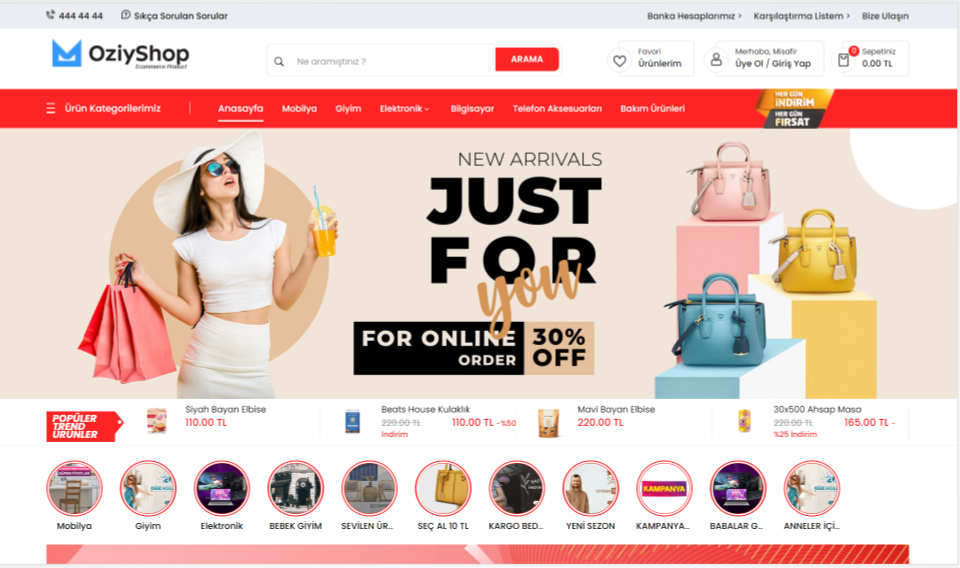 444 44 44
Sıkça Sorulan Sorular
Banka Hesaplarımız >
Karşılaştırma Listem >
Bize Ulaşın
OziyShop
Ecommerce Product
Ne aramıştınız ?
ARAMA
Favori
Ürünlerim
Merhaba, Misafir
Üye Ol / Giriş Yap
0
Sepetiniz
0.00 TL
Ürün Kategorilerimiz
Anasayfa
Mobilya
Giyim
Elektronik
Bilgisayar
Telefon Aksesuarları
Bakım Ürünleri
HER GÜN
İNDİRİM
HER GÜN
FIRSAT
NEW ARRIVALS
JUST
FOR
you
FOR ONLINE
ORDER
30%
OFF
POPÜLER
TREND
ÜRÜNLER
Siyah Bayan Elbise
110.00 TL
Beats House Kulaklık
220.00 TL 110.00 TL -%50
İndirim
Mavi Bayan Elbise
220.00 TL
30x500 Ahşap Masa
220.00 TL 165.00 TL -
%25 İndirim
KAMPANYA
Mobilya
Giyim
Elektronik
BEBEK GİYİM
SEVİLEN ÜR...
SEÇ AL 10 TL
KARGO BED...
YENİ SEZON
KAMPANYA...
BABALAR G...
ANNELER İÇİ...